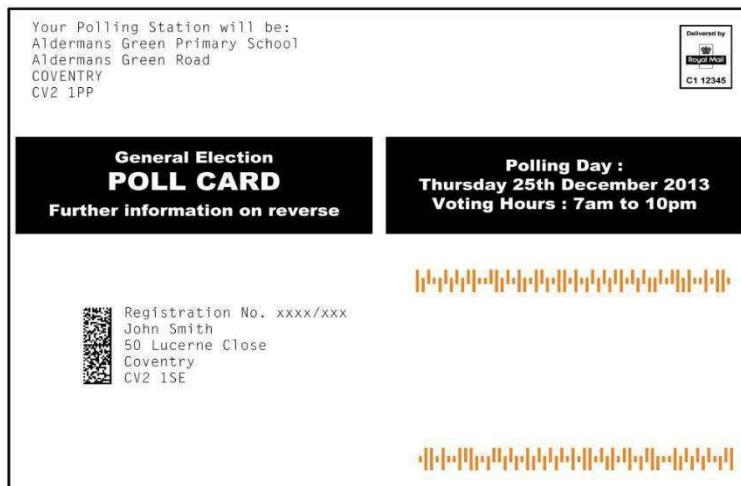 Your Polling Station will be:
Aldermans Green Primary School
Aldermans Green Road
COVENTRY
CV2 1PP
Delivered by
Royal Mail
C1 12345
General Election
POLL CARD
Further information on reverse
Polling Day :
Thursday 25th December 2013
Voting Hours : 7am to 10pm
Registration No. xxxx/xxx
John Smith
50 Lucerne Close
Coventry
CV2 1SE